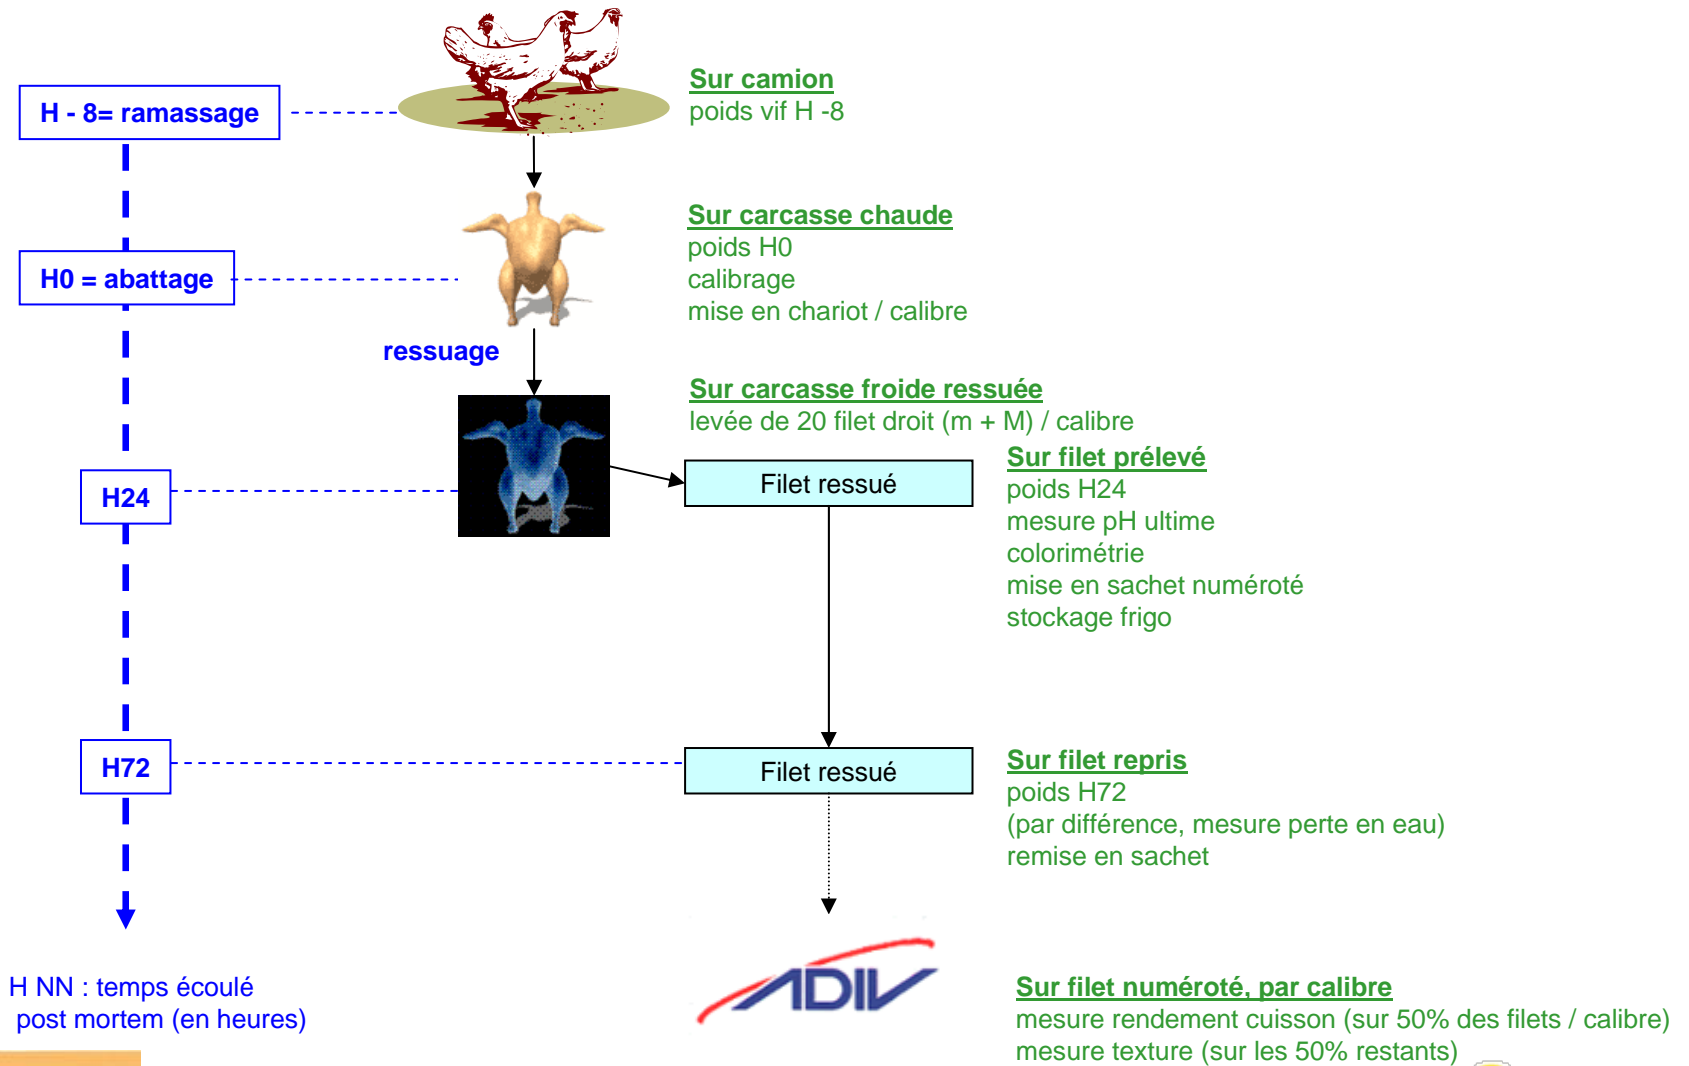 Sur camion
poids vif H -8
H - 8= ramassage
Sur carcasse chaude
poids H0
calibrage
mise en chariot / calibre
H0 = abattage
ressuage
Sur carcasse froide ressuée
levée de 20 filet droit (m + M) / calibre
H24
Filet ressué
Sur filet prélevé
poids H24
mesure pH ultime
colorimétrie
mise en sachet numéroté
stockage frigo
H72
Filet ressué
Sur filet repris
poids H72
(par différence, mesure perte en eau)
remise en sachet
H NN : temps écoulé
post mortem (en heures)
ADIV
Sur filet numéroté, par calibre
mesure rendement cuisson (sur 50% des filets / calibre)
mesure texture (sur les 50% restants)